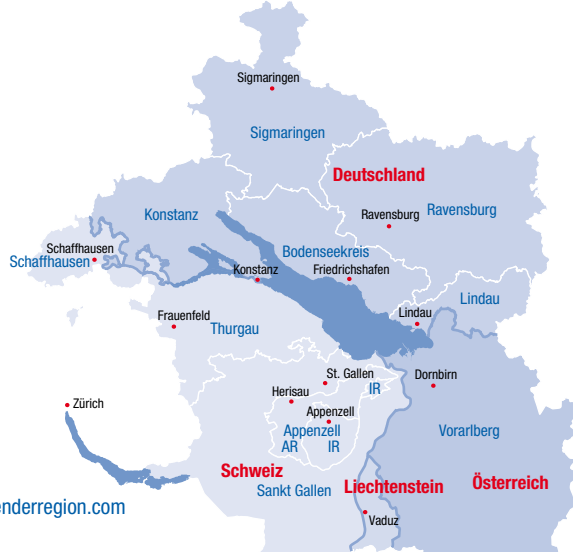 Sigmaringen
Sigmaringen
Deutschland
Konstanz
Ravensburg
Ravensburg
Schaffhausen
Schaffhausen
Bodenseekreis
Konstanz
Friedrichshafen
Lindau
Lindau
Frauenfeld
Thurgau
St. Gallen
Dornbirn
IR
Herisau
Zürich
Appenzell
Appenzell
AR IR
Vorarlberg
Schweiz
Sankt Gallen
Liechtenstein
Österreich
enderregion.com
Vaduz